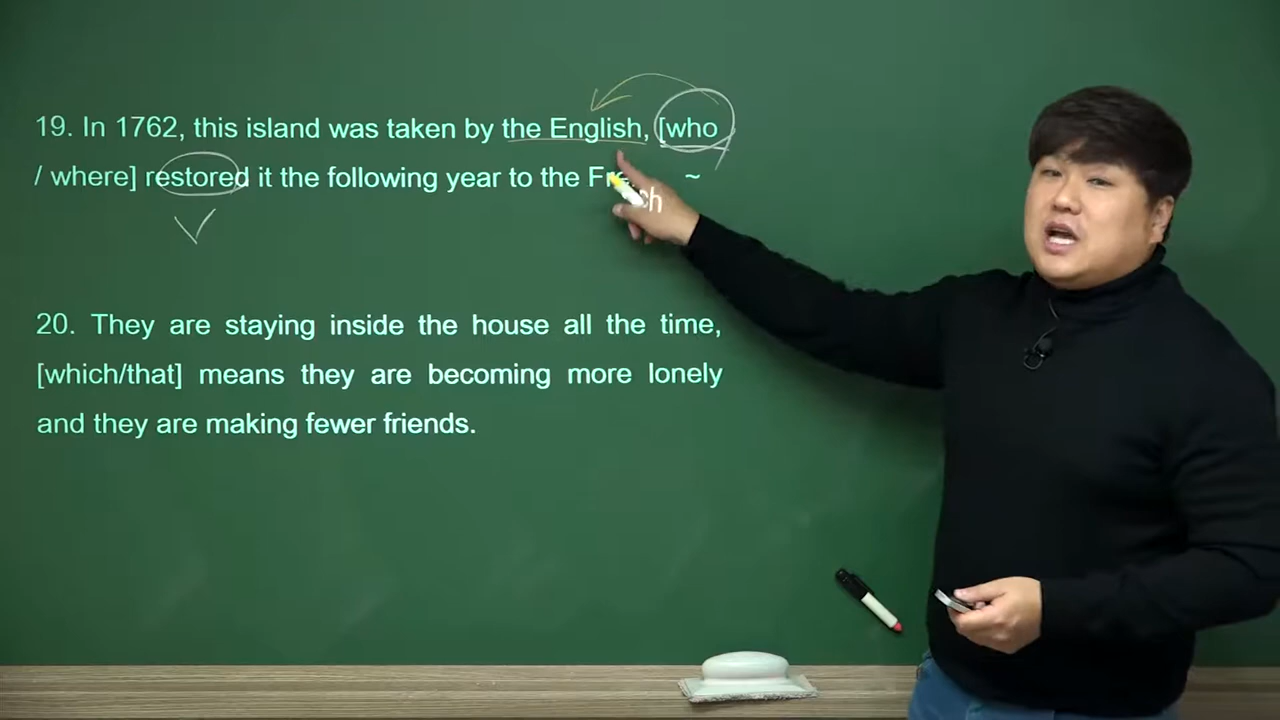 19. In 1762, this island was taken by the English, [who
/ where] restored it the following year to the French ~
20. They are staying inside the house all the time,
[which/that] means they are becoming more lonely
and they are making fewer friends.